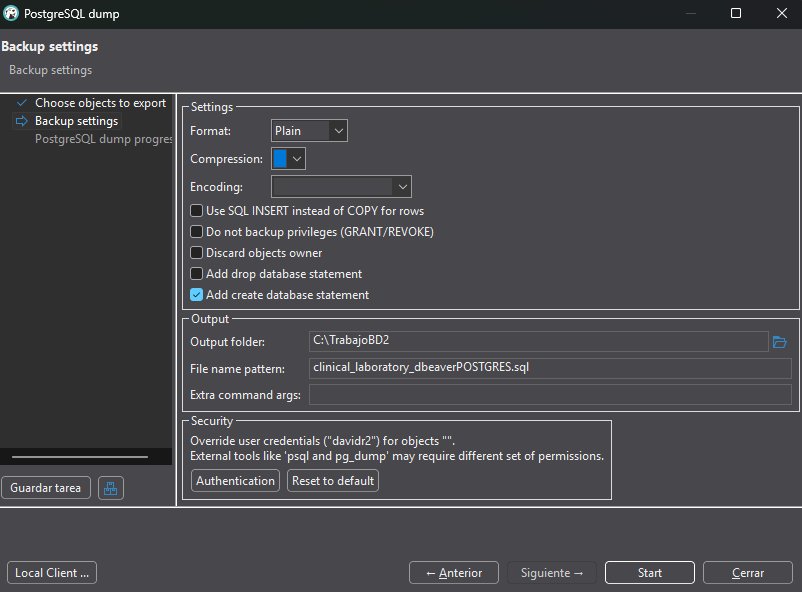 PostgreSQL dump
Backup settings
Backup settings
Choose objects to export
Backup settings
PostgreSQL dump progres
Settings
Format: Plain
Compression:
Encoding:
Use SQL INSERT instead of COPY for rows
Do not backup privileges (GRANT/REVOKE)
Discard objects owner
Add drop database statement
Add create database statement
Output
Output folder: C:\TrabajoBD2
File name pattern: clinical_laboratory_dbeaverPOSTGRES.sql
Extra command args:
Security
Override user credentials ("davidr2") for objects "".
External tools like 'psql and pg_dump' may require different set of permissions.
Authentication Reset to default
Guardar tarea
Local Client ... ← Anterior Siguiente → Start Cerrar